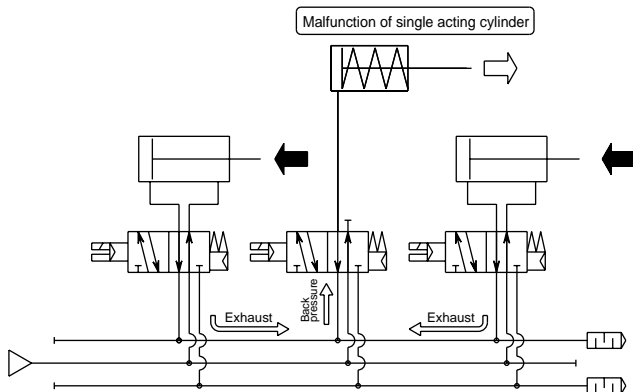 Malfunction of single acting cylinder
Exhaust
Back
pressure
Exhaust